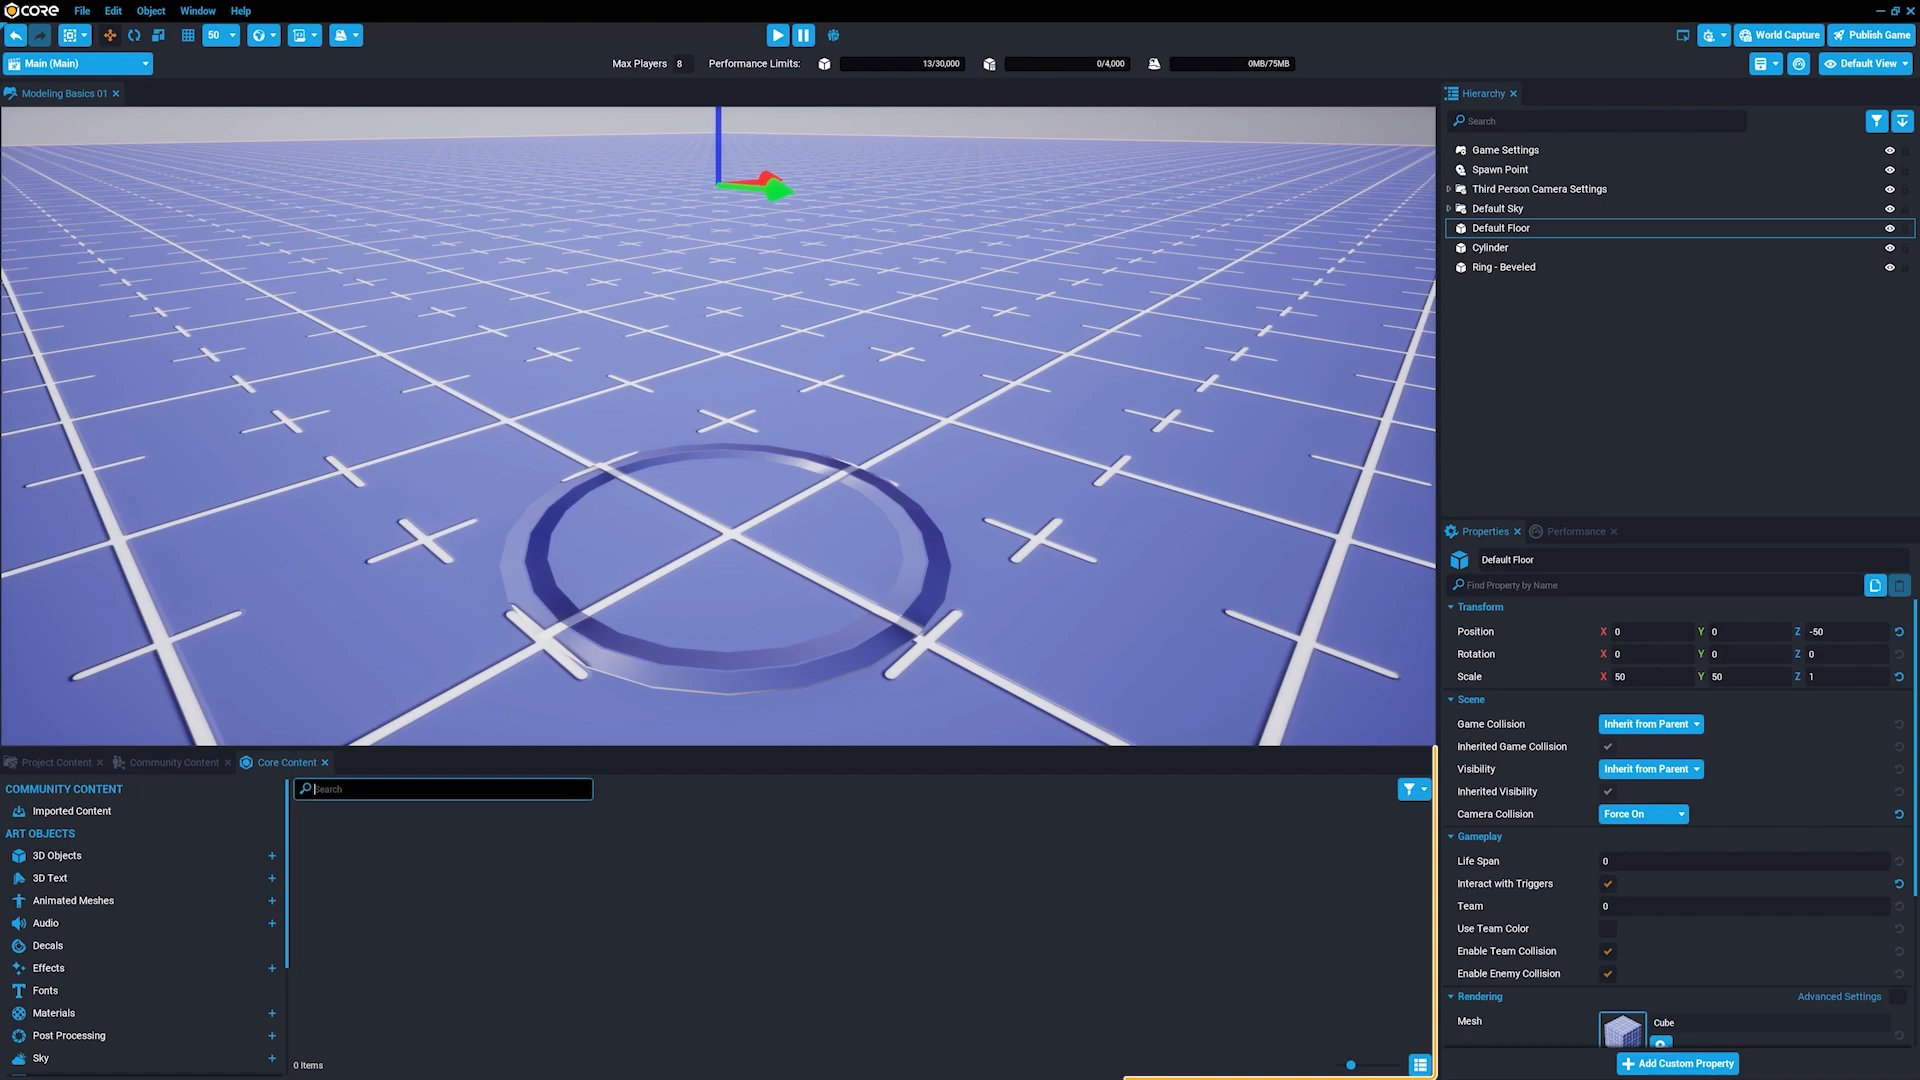 CORE File Edit Object Window Help
50 World Capture Publish Game
Main (Main) Max Players 8 Performance Limits: 13/30,000 0/4,000 0MB/75MB Default View
Modeling Basics 01
Hierarchy
Search
Game Settings
Spawn Point
Third Person Camera Settings
Default Sky
Default Floor
Cylinder
Ring - Beveled
Properties Performance
Default Floor
Find Property by Name
Transform
Position X 0 Y 0 Z -50
Rotation X 0 Y 0 Z 0
Scale X 50 Y 50 Z 1
Scene
Game Collision Inherit from Parent
Inherited Game Collision
Visibility Inherit from Parent
Inherited Visibility
Camera Collision Force On
Gameplay
Life Span 0
Interact with Triggers
Team 0
Use Team Color
Enable Team Collision
Enable Enemy Collision
Rendering Advanced Settings
Mesh Cube
Add Custom Property
Project Content Community Content Core Content
COMMUNITY CONTENT
Imported Content
ART OBJECTS
3D Objects
3D Text
Animated Meshes
Audio
Decals
Effects
Fonts
Materials
Post Processing
Sky
Search
0 Items